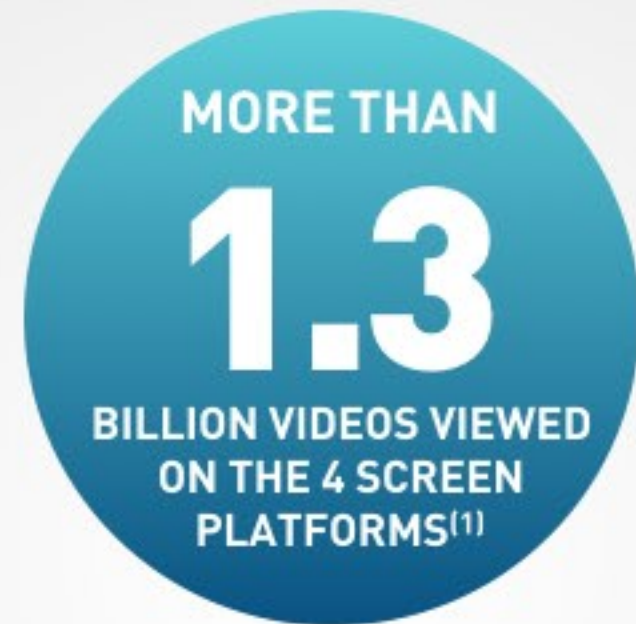 MORE THAN
1.3
BILLION VIDEOS VIEWED
ON THE 4 SCREEN
PLATFORMS(1)